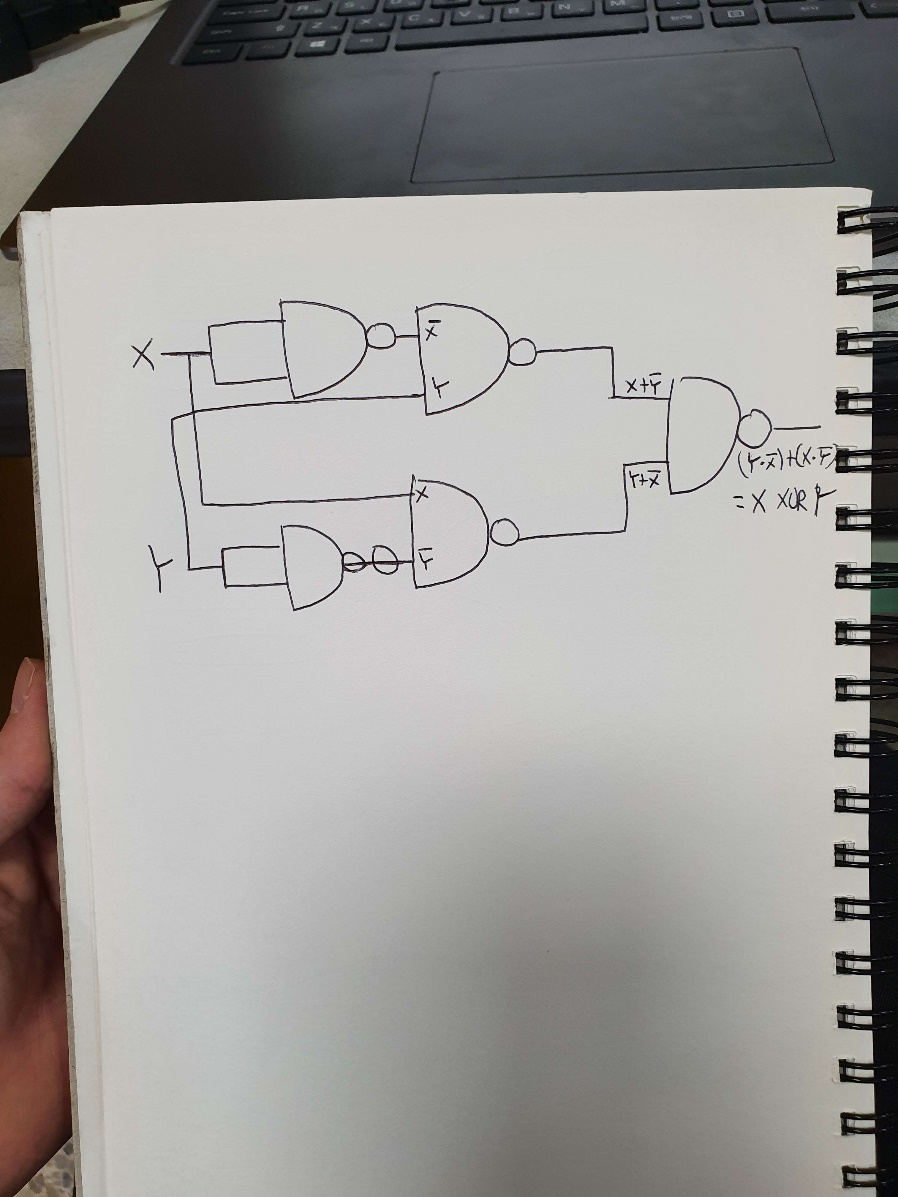 X
X̅
Y
X+Y̅
X
Y+X̅
(Y·X̅)+(X·Y̅)
= X XOR Y
Y
Y̅